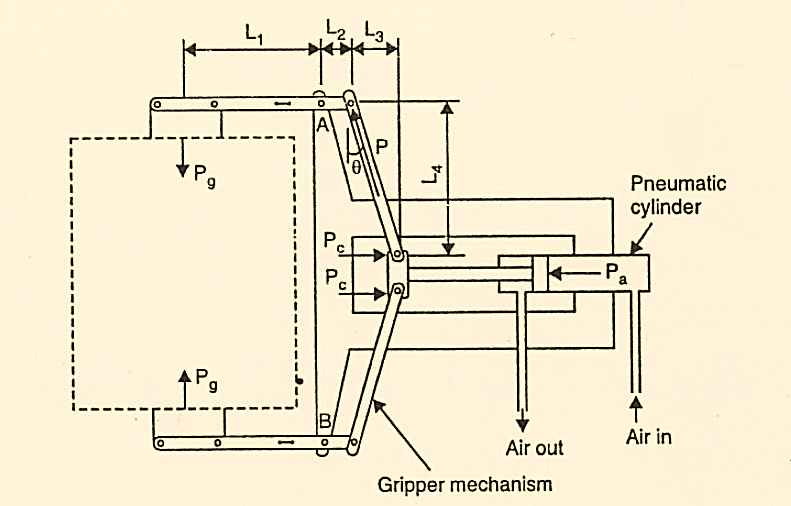 L1
L2
L3
A
Pg
θ
P
L4
Pneumatic
cylinder
Pc
Pc
Pa
Pg
B
Air out
Air in
Gripper mechanism